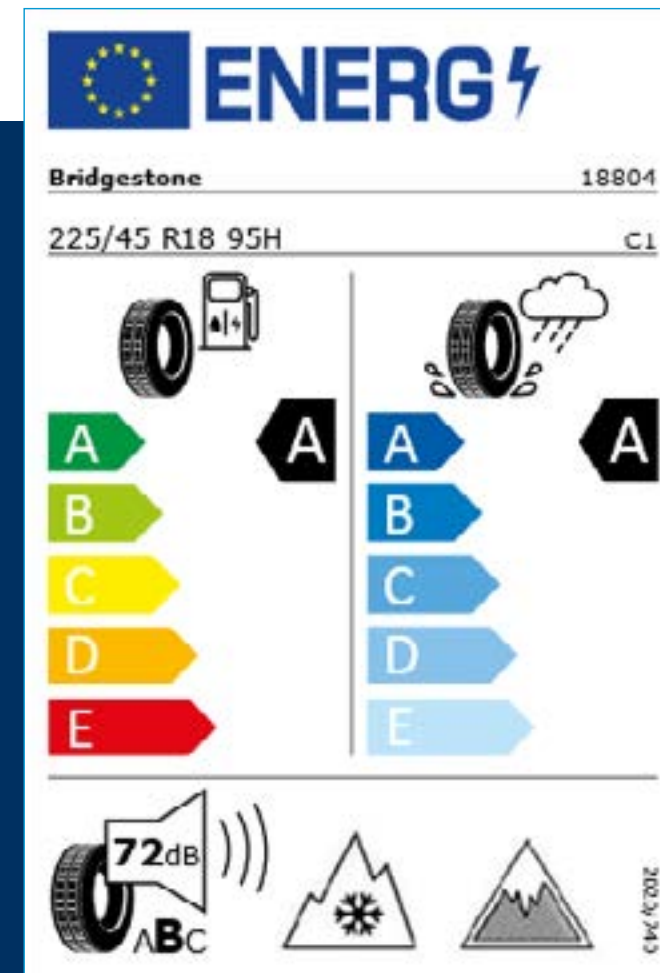 ENERG
Bridgestone 18804
225/45 R18 95H C1
A A A A
B B
C C
D D
E E
72dB
ABC